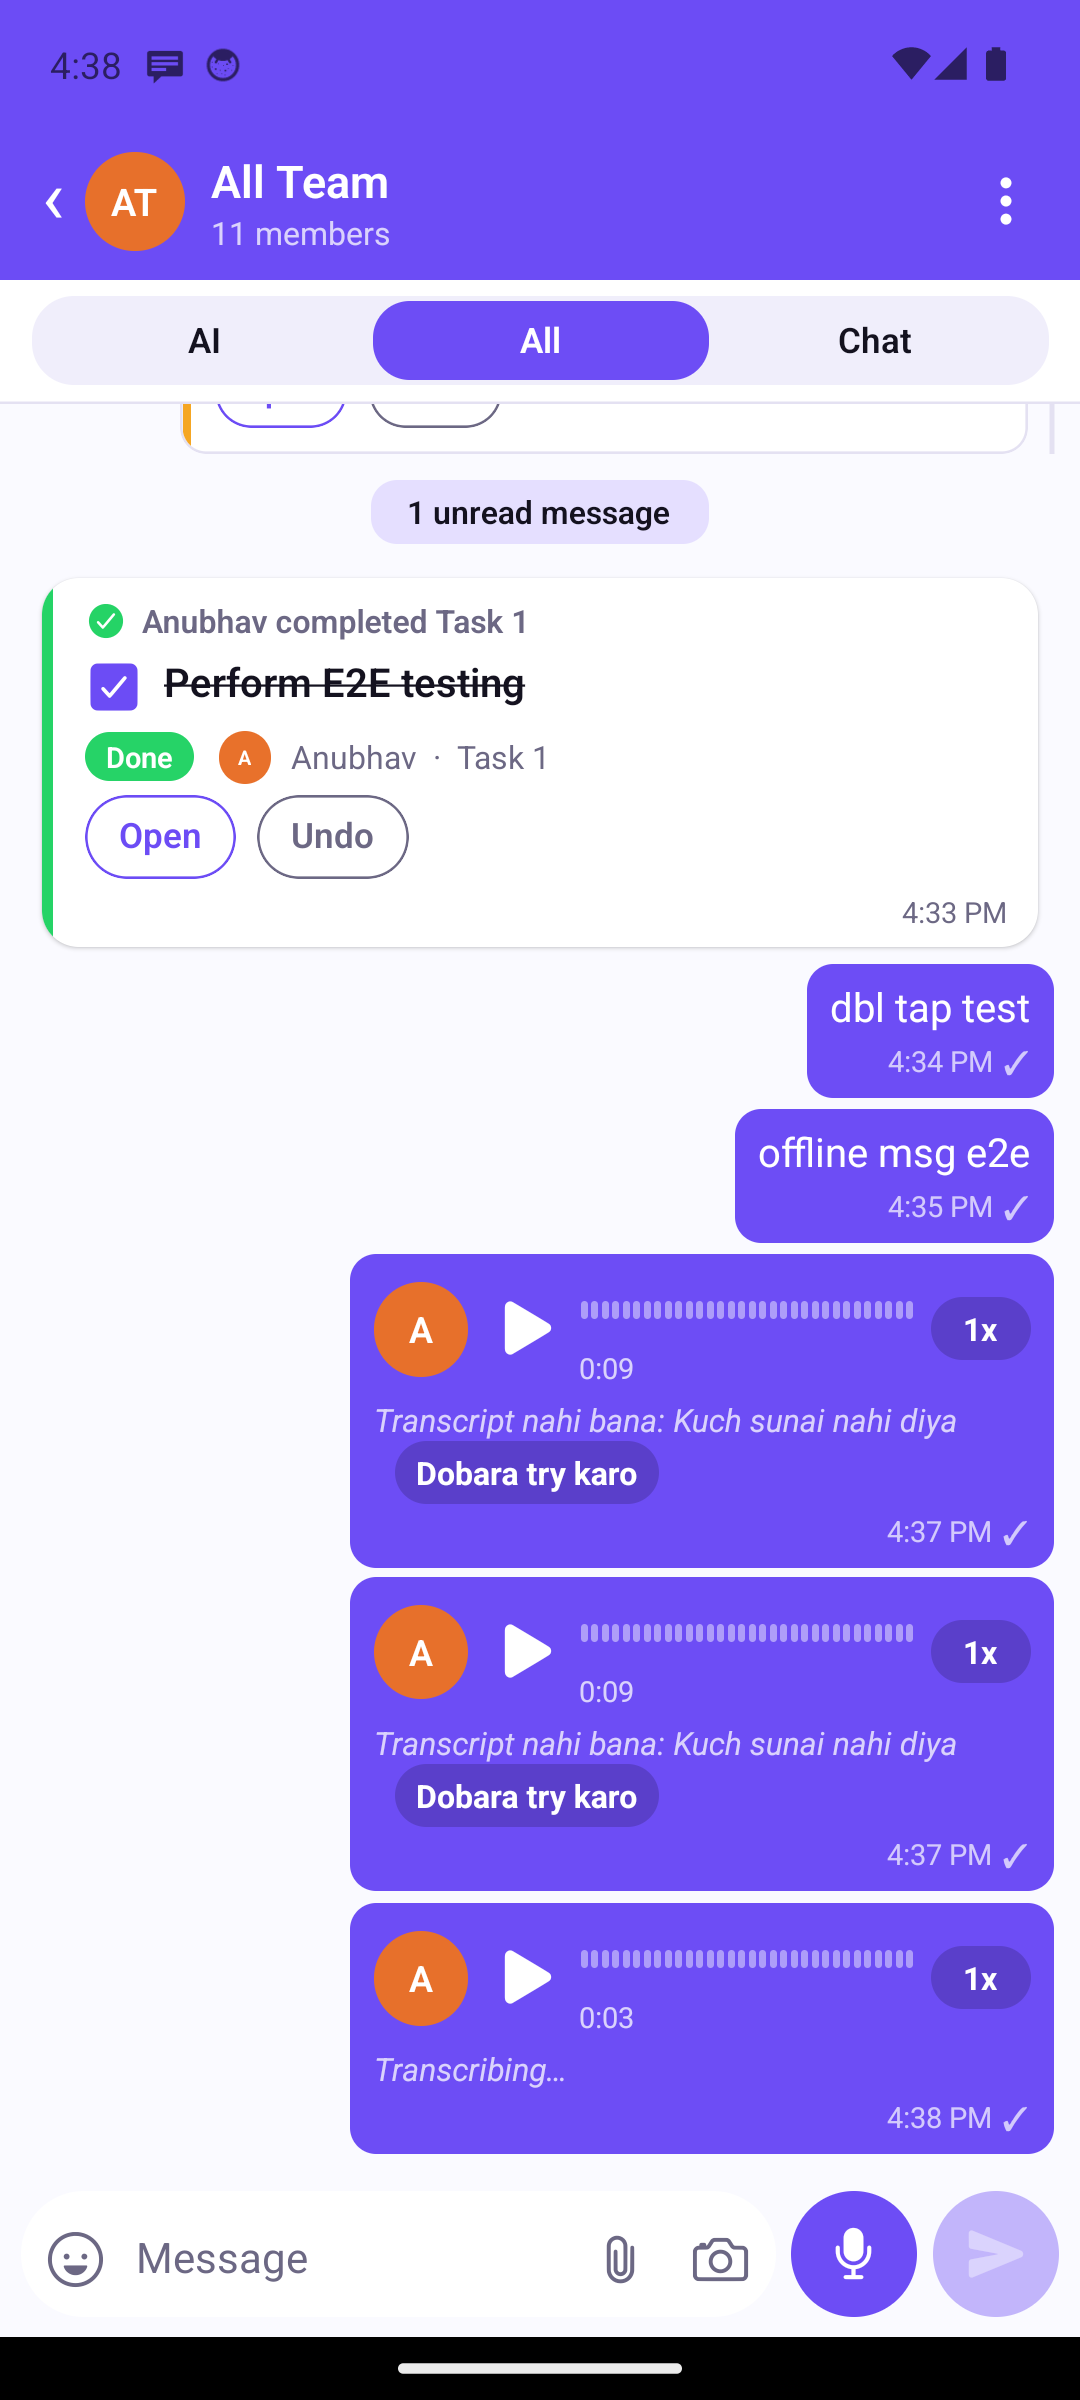 4:38
AT
All Team
11 members
AI
All
Chat
1 unread message
Anubhav completed Task 1
Perform E2E testing
Done
A
Anubhav · Task 1
Open
Undo
4:33 PM
dbl tap test
4:34 PM ✓
offline msg e2e
4:35 PM ✓
A
1x
0:09
Transcript nahi bana: Kuch sunai nahi diya
Dobara try karo
4:37 PM ✓
A
1x
0:09
Transcript nahi bana: Kuch sunai nahi diya
Dobara try karo
4:37 PM ✓
A
1x
0:03
Transcribing...
4:38 PM ✓
Message